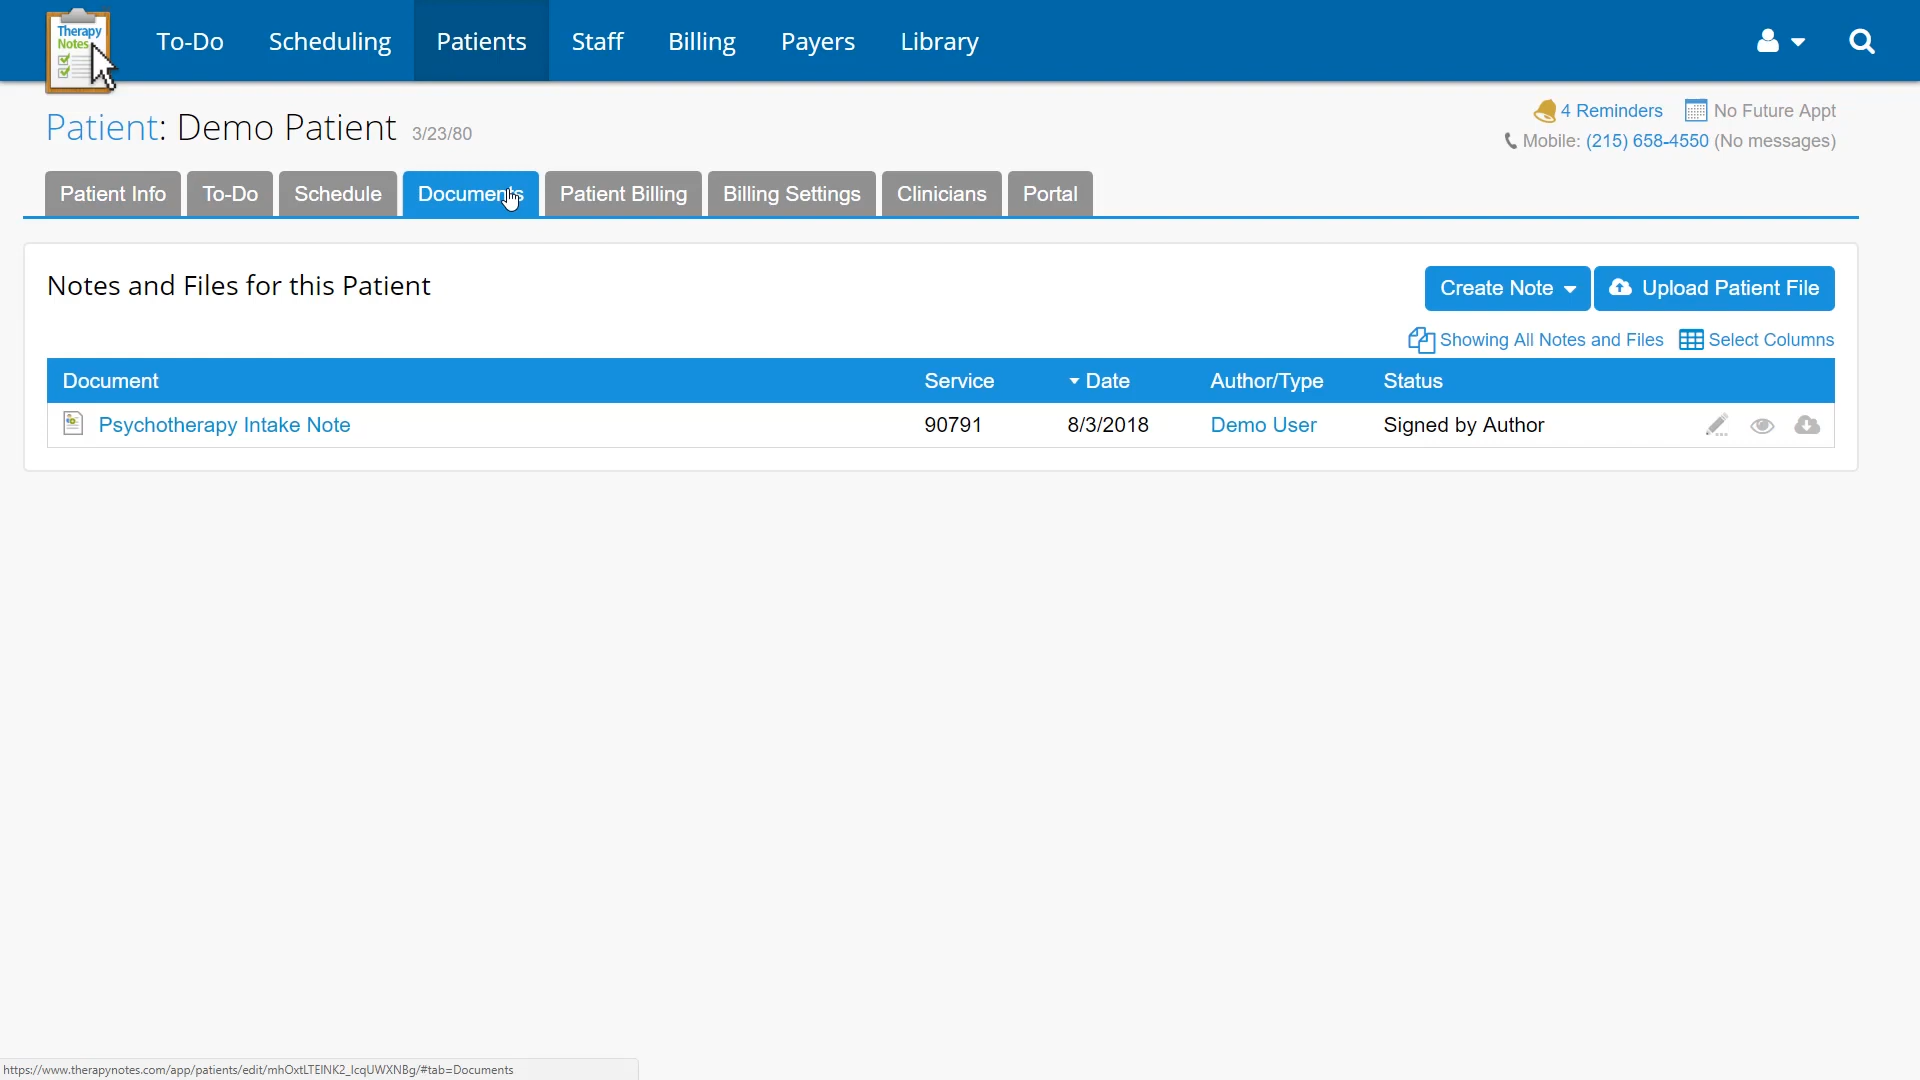 Therapy
Notes
To-Do Scheduling Patients Staff Billing Payers Library
Patient: Demo Patient 3/23/80
4 Reminders No Future Appt
Mobile: (215) 658-4550 (No messages)
Patient Info To-Do Schedule Documents Patient Billing Billing Settings Clinicians Portal
Notes and Files for this Patient
Create Note Upload Patient File
Showing All Notes and Files Select Columns
Document Service Date Author/Type Status
Psychotherapy Intake Note 90791 8/3/2018 Demo User Signed by Author
https://www.therapynotes.com/app/patients/edit/mhOxtLTEINK2_IcqUWXNBg/#tab=Documents